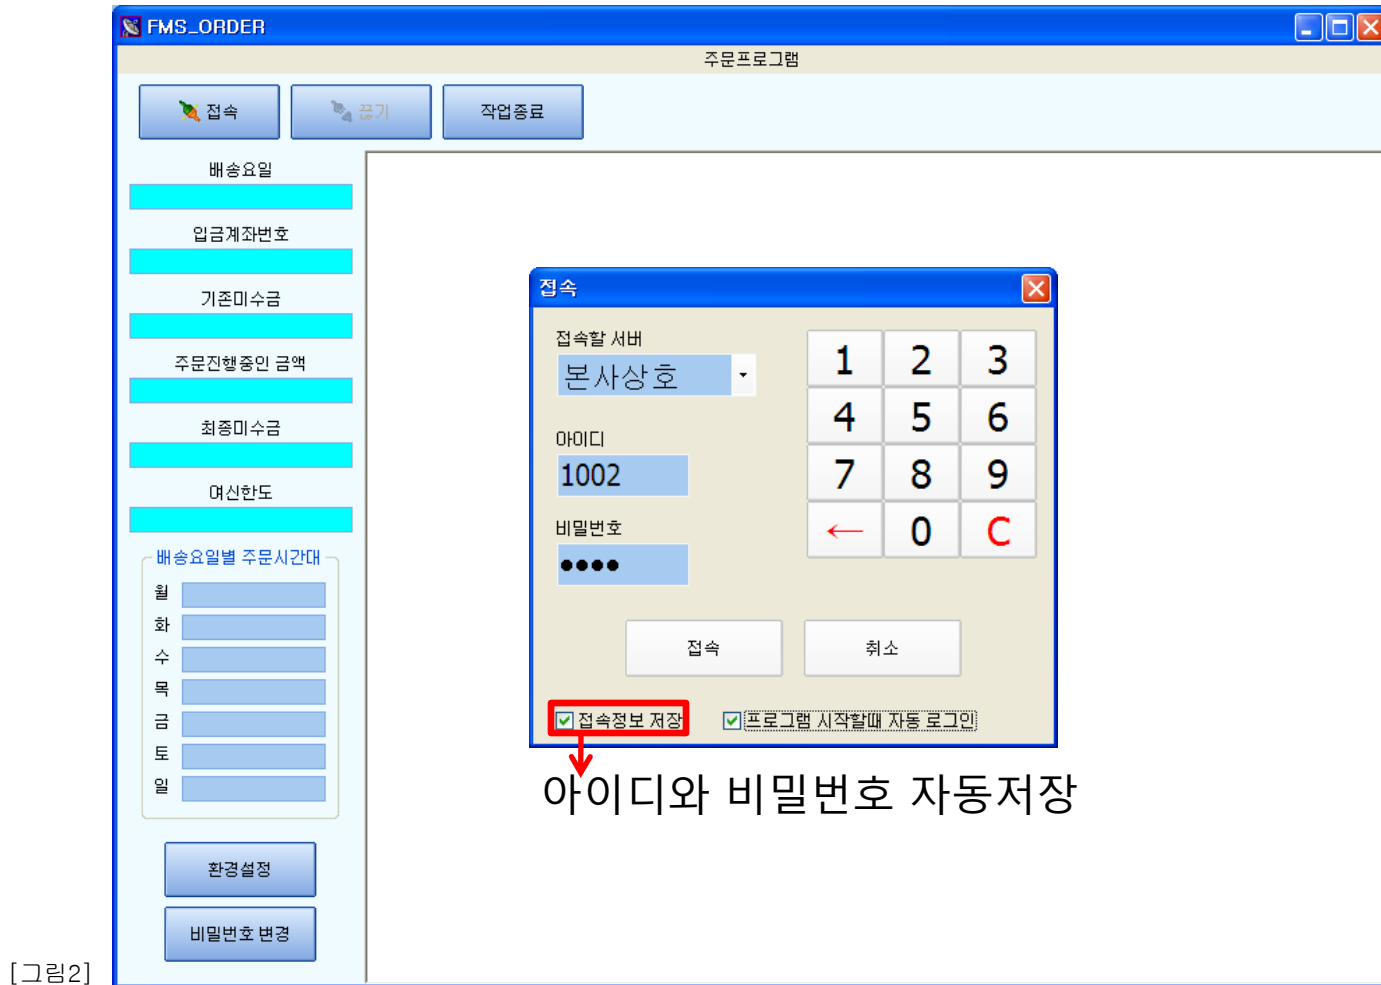 FMS_ORDER
주문프로그램
접속
끊기
작업종료
배송요일
입금계좌번호
기존미수금
주문진행중인 금액
최종미수금
여신한도
배송요일별 주문시간대
월
화
수
목
금
토
일
환경설정
비밀번호 변경
접속
접속할 서버
본사상호
아이디
1002
비밀번호
●●●●
1 2 3
4 5 6
7 8 9
← 0 C
접속 취소
접속정보 저장 프로그램 시작할때 자동 로그인
아이디와 비밀번호 자동저장
[그림2]